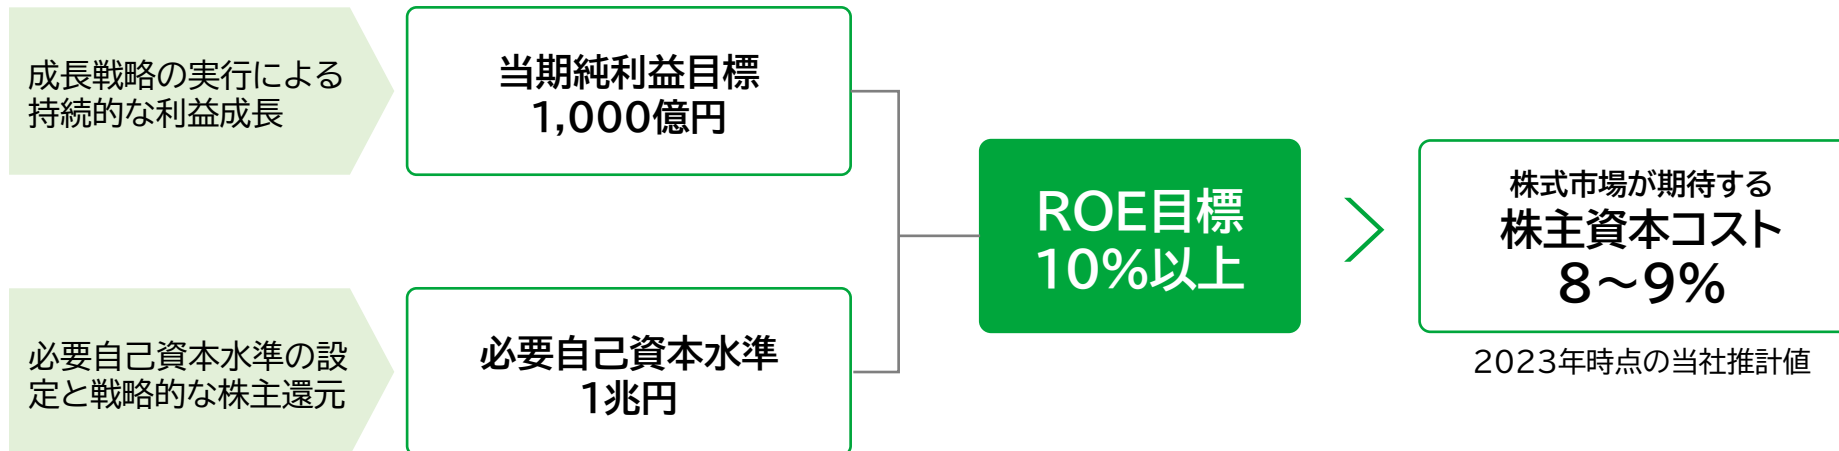 成長戦略の実行による
持続的な利益成長
当期純利益目標
1,000億円
必要自己資本水準の設
定と戦略的な株主還元
必要自己資本水準
1兆円
ROE目標
10%以上
株式市場が期待する
株主資本コスト
8～9%
2023年時点の当社推計値